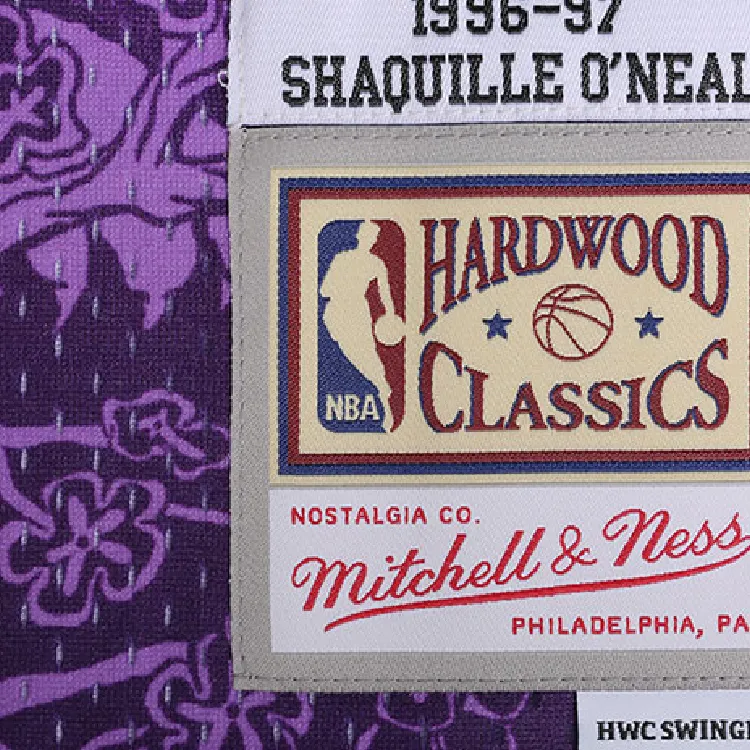 1996-97
SHAQUILLE O'NEAL
HARDWOOD
NBA
CLASSICS
NOSTALGIA CO.
Mitchell & Ness
PHILADELPHIA, PA
HWC SWING